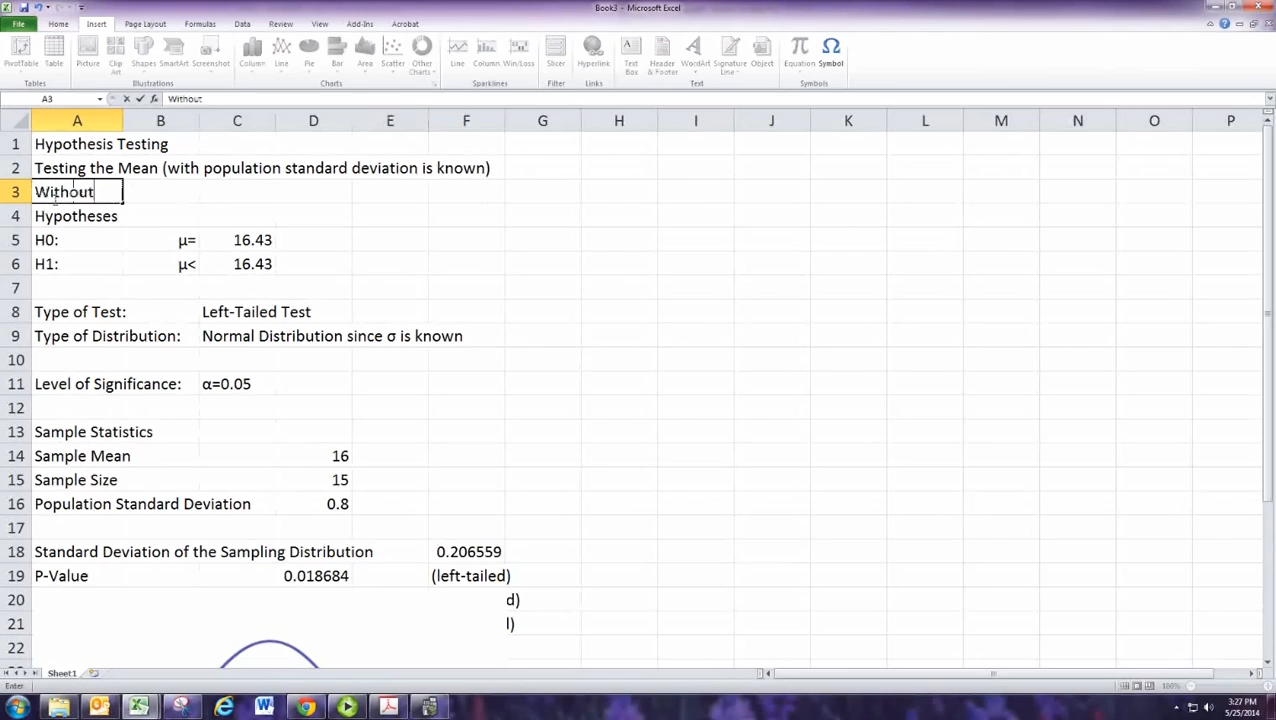 Book3 - Microsoft Excel
File Home Insert Page Layout Formulas Data Review View Add-Ins Acrobat
PivotTable Table Picture Clip Art Shapes SmartArt Screenshot Column Line Pie Bar Area Scatter Other Charts Line Column Win/Loss Slicer Hyperlink Text Box Header & Footer WordArt Signature Line Object Equation Symbol
Tables Illustrations Charts Sparklines Filter Links Text Symbols
A3 fx Without
A B C D E F G H I J K L M N O P
1 Hypothesis Testing
2 Testing the Mean (with population standard deviation is known)
3 Without
4 Hypotheses
5 H0: μ= 16.43
6 H1: μ< 16.43
7
8 Type of Test: Left-Tailed Test
9 Type of Distribution: Normal Distribution since σ is known
10
11 Level of Significance: α=0.05
12
13 Sample Statistics
14 Sample Mean 16
15 Sample Size 15
16 Population Standard Deviation 0.8
17
18 Standard Deviation of the Sampling Distribution 0.206559
19 P-Value 0.018684 (left-tailed)
20 d)
21 l)
22
Sheet1
Enter 180%
3:27 PM
5/25/2014